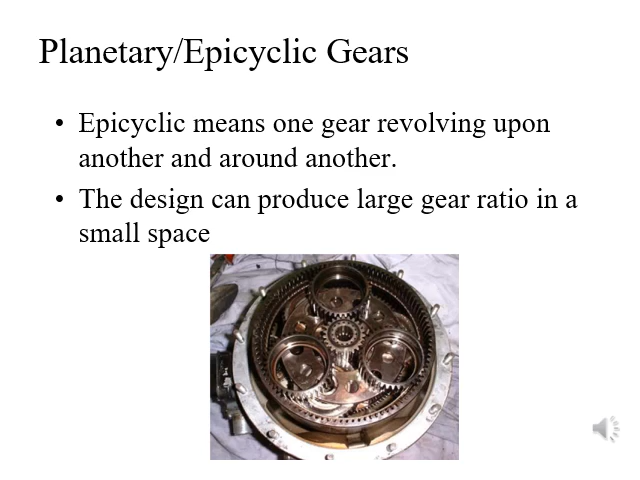 Planetary/Epicyclic Gears
• Epicyclic means one gear revolving upon
another and around another.
• The design can produce large gear ratio in a
small space